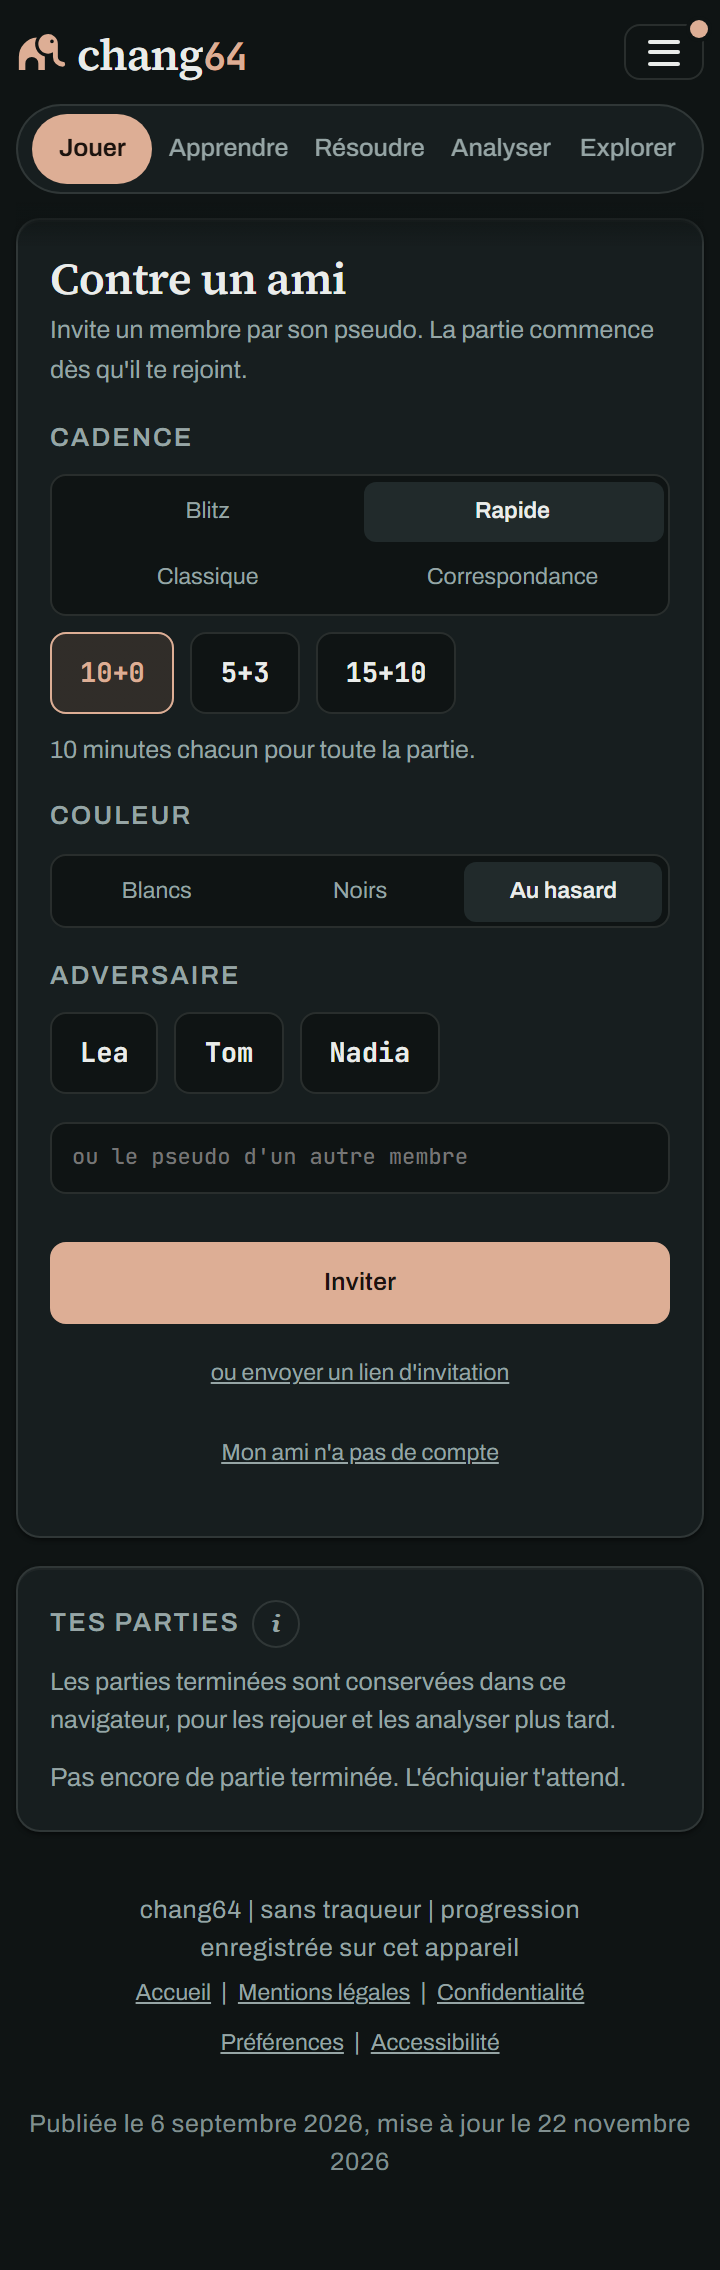 chang64
Jouer Apprendre Résoudre Analyser Explorer
Contre un ami
Invite un membre par son pseudo. La partie commence
dès qu'il te rejoint.
CADENCE
Blitz Rapide
Classique Correspondance
10+0 5+3 15+10
10 minutes chacun pour toute la partie.
COULEUR
Blancs Noirs Au hasard
ADVERSAIRE
Lea Tom Nadia
ou le pseudo d'un autre membre
Inviter
ou envoyer un lien d'invitation
Mon ami n'a pas de compte
TES PARTIES i
Les parties terminées sont conservées dans ce
navigateur, pour les rejouer et les analyser plus tard.
Pas encore de partie terminée. L'échiquier t'attend.
chang64 | sans traqueur | progression
enregistrée sur cet appareil
Accueil | Mentions légales | Confidentialité
Préférences | Accessibilité
Publiée le 6 septembre 2026, mise à jour le 22 novembre
2026